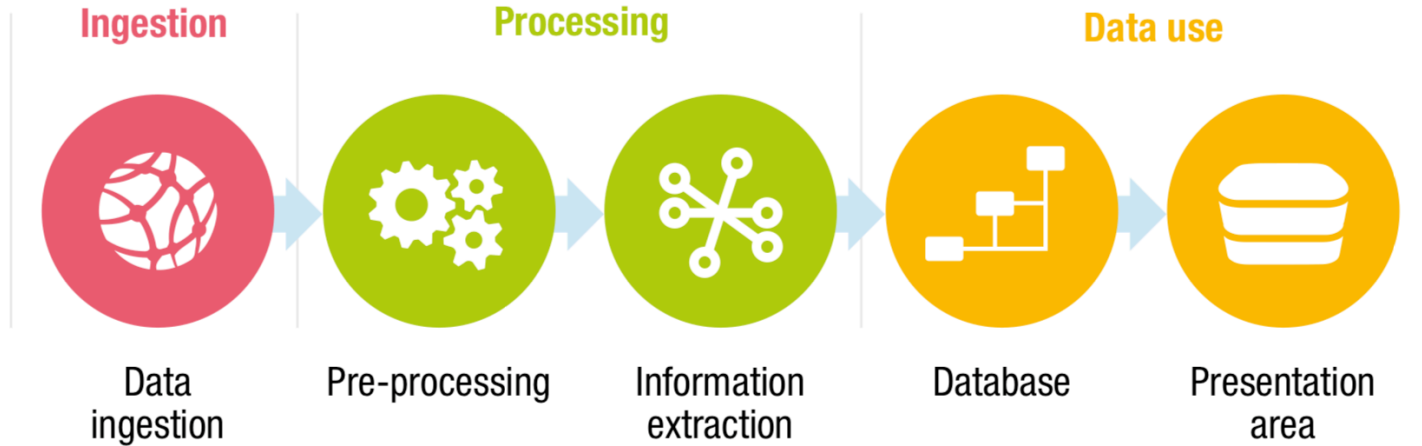 Ingestion
Processing
Data use
Data
ingestion
Pre-processing
Information
extraction
Database
Presentation
area